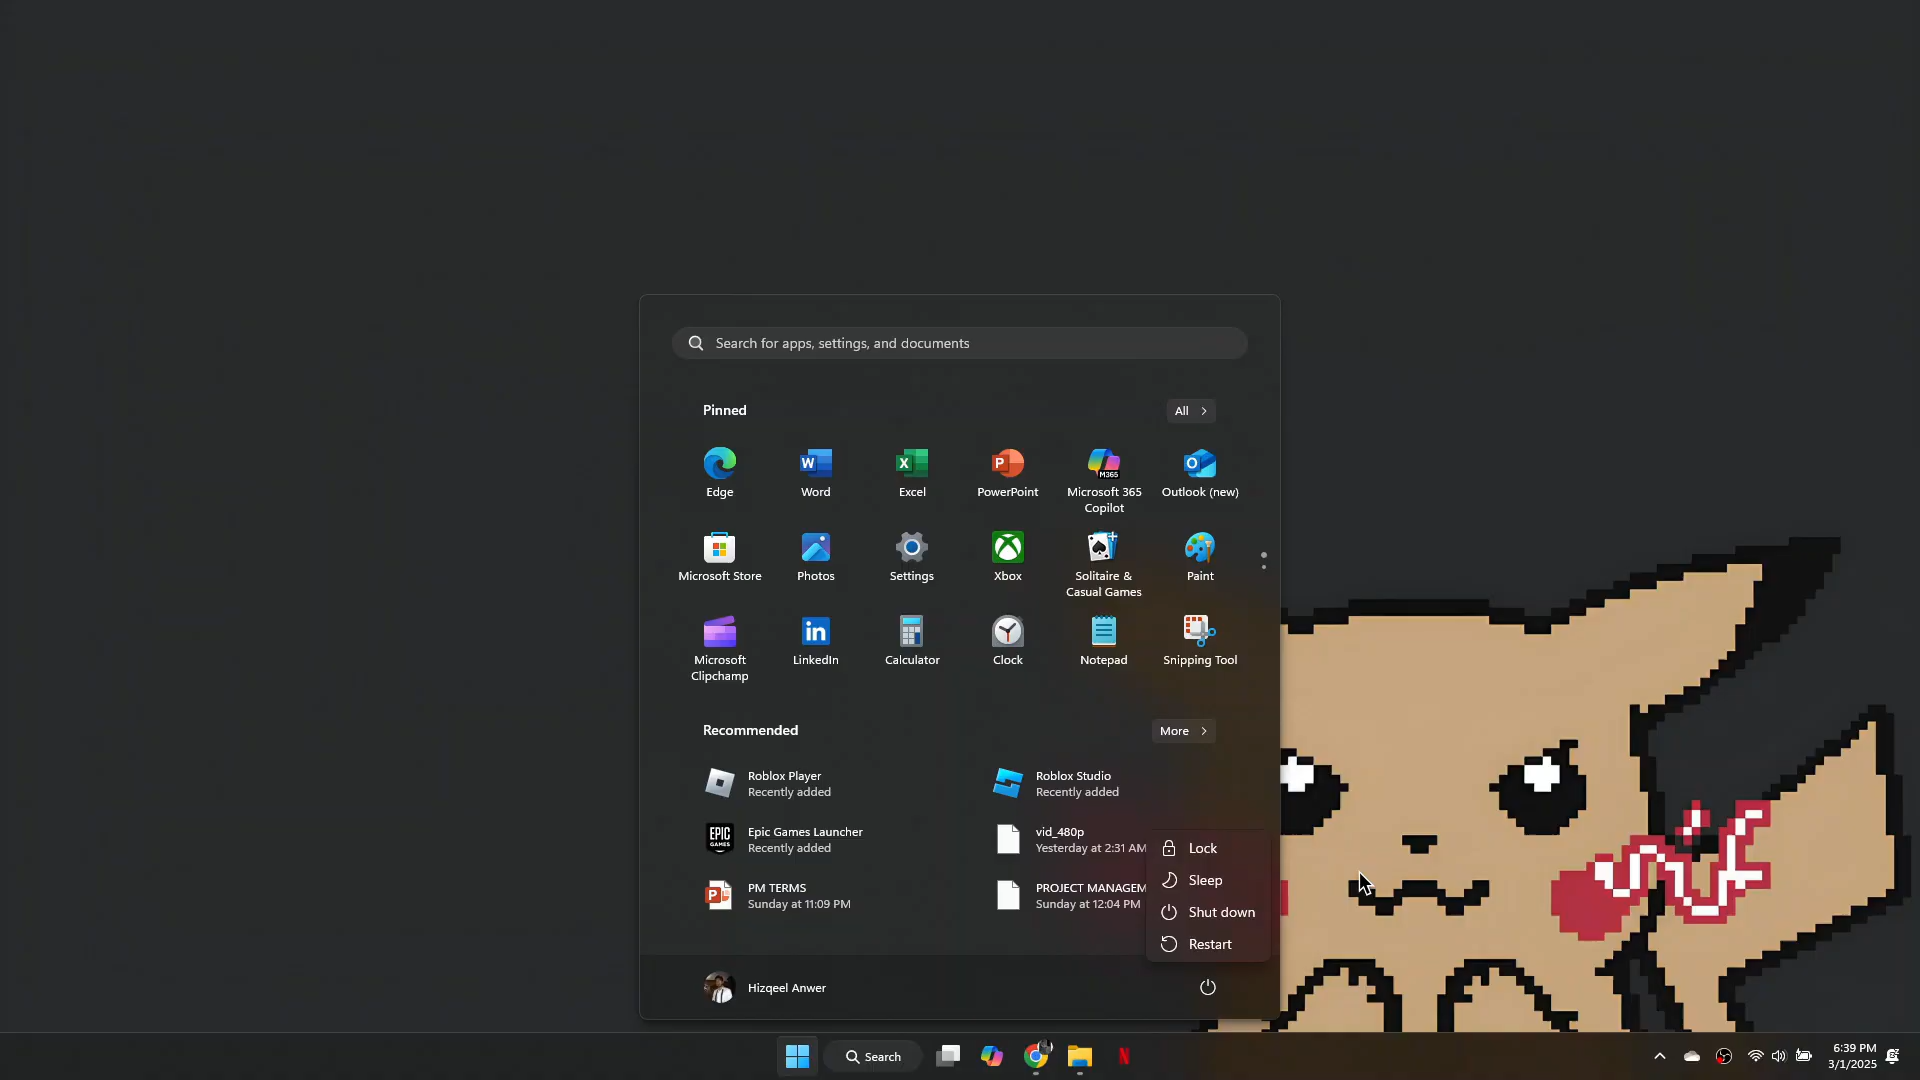 Search for apps, settings, and documents
Pinned
All
Edge
Word
Excel
PowerPoint
Microsoft 365
Copilot
Outlook (new)
Microsoft Store
Photos
Settings
Xbox
Solitaire &
Casual Games
Paint
Microsoft
Clipchamp
LinkedIn
Calculator
Clock
Notepad
Snipping Tool
Recommended
More
Roblox Player
Recently added
Roblox Studio
Recently added
Epic Games Launcher
Recently added
vid_480p
Yesterday at 2:31 AM
PM TERMS
Sunday at 11:09 PM
PROJECT MANAGEM
Sunday at 12:04 PM
Lock
Sleep
Shut down
Restart
Hizqeel Anwer
Search
6:39 PM
3/1/2025